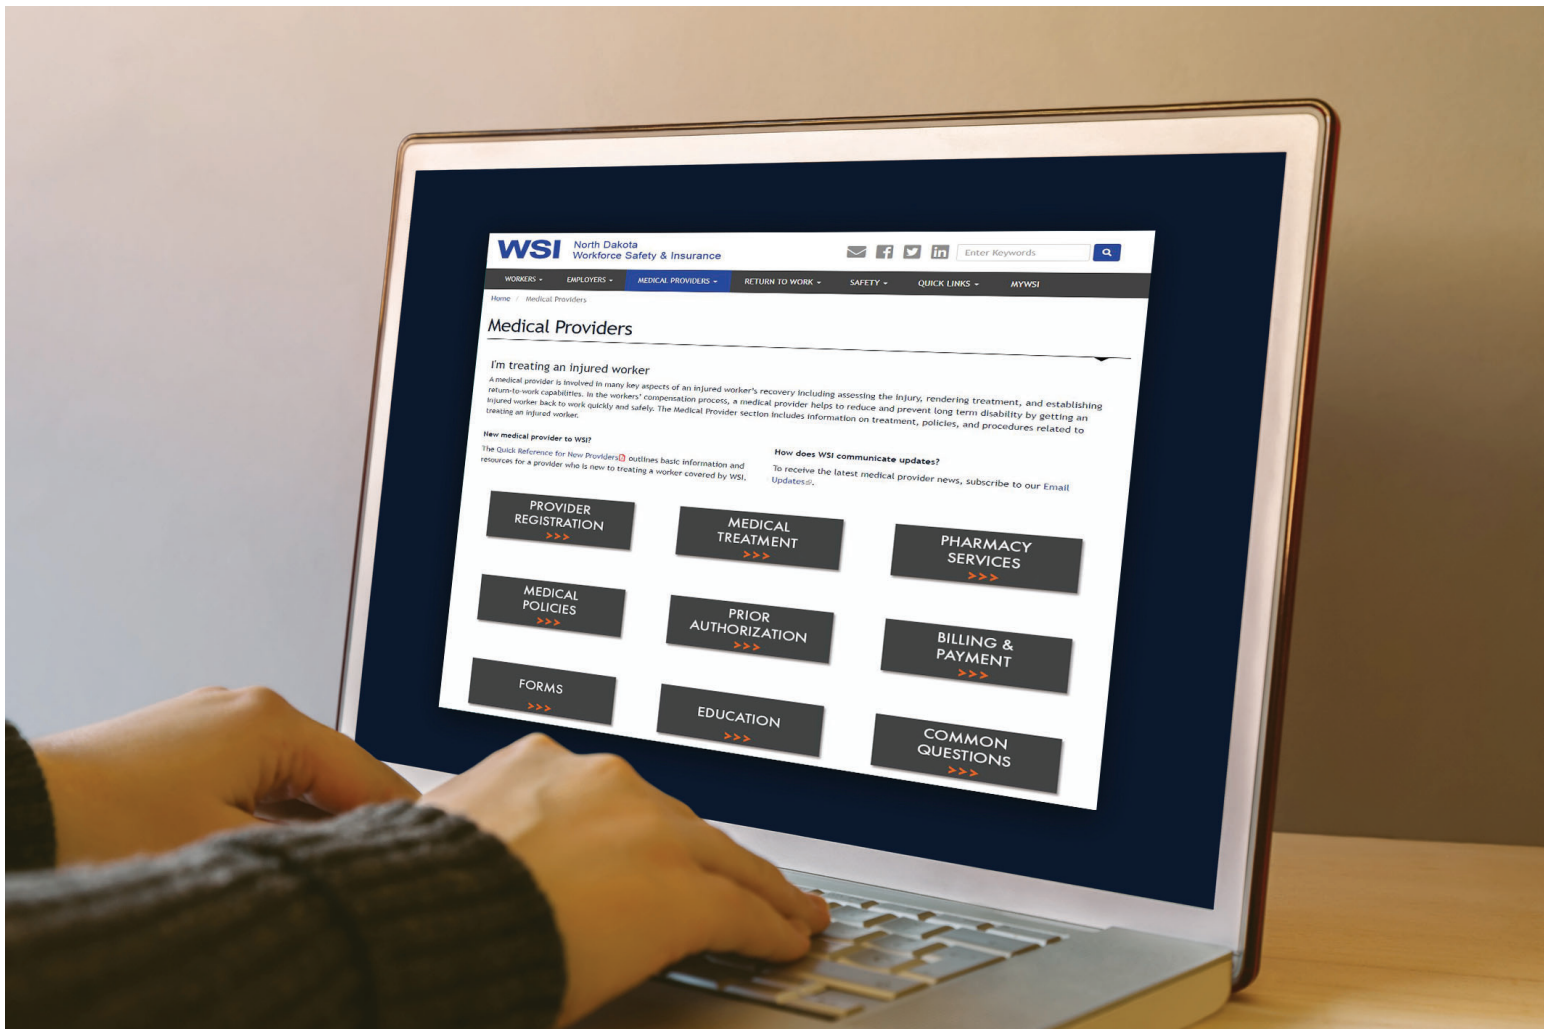 WSI North Dakota
Workforce Safety & Insurance
Enter Keywords
WORKERS EMPLOYERS MEDICAL PROVIDERS RETURN TO WORK SAFETY QUICK LINKS MYWSI
Home / Medical Providers
Medical Providers
I'm treating an injured worker
A medical provider is involved in many key aspects of an injured worker's recovery including assessing the injury, rendering treatment, and establishing
return-to-work capabilities. In the workers' compensation process, a medical provider helps to reduce and prevent long term disability by getting an
injured worker back to work quickly and safely. The Medical Provider section includes information on treatment, policies, and procedures related to
treating an injured worker.
New medical provider to WSI?
The Quick Reference for New Providers outlines basic information and
resources for a provider who is new to treating a worker covered by WSI.
How does WSI communicate updates?
To receive the latest medical provider news, subscribe to our Email
Updates.
PROVIDER
REGISTRATION
>>>
MEDICAL
TREATMENT
>>>
PHARMACY
SERVICES
>>>
MEDICAL
POLICIES
>>>
PRIOR
AUTHORIZATION
>>>
BILLING &
PAYMENT
>>>
FORMS
>>>
EDUCATION
>>>
COMMON
QUESTIONS
>>>